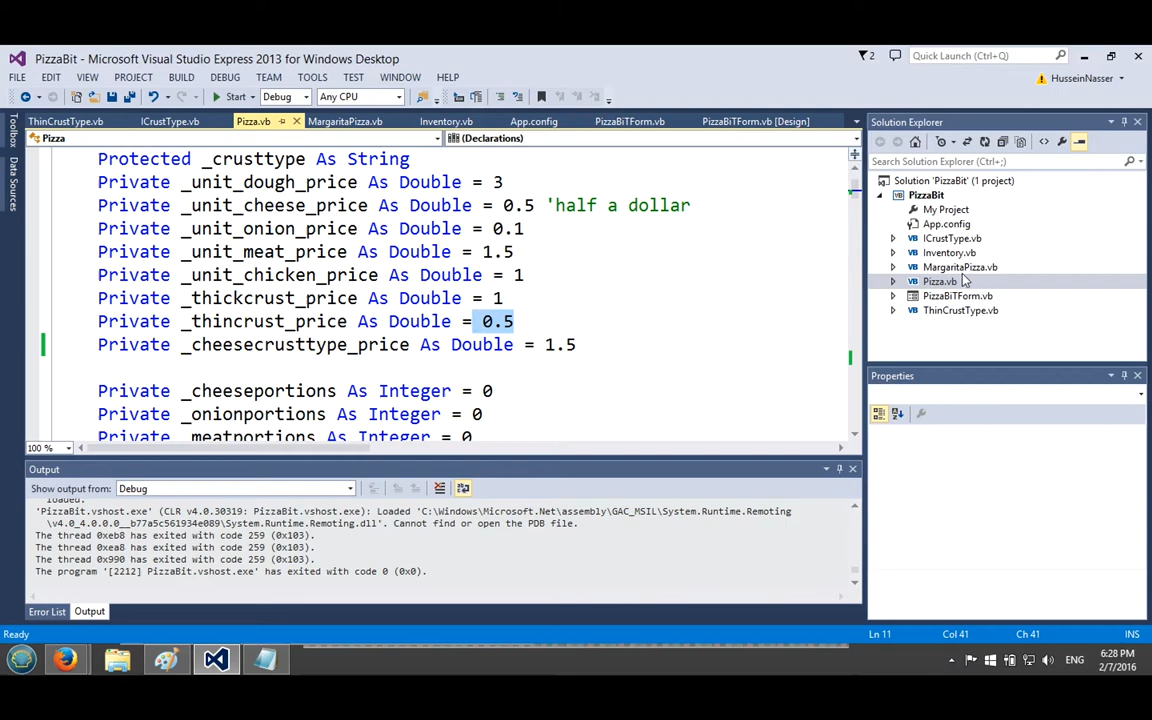 PizzaBit - Microsoft Visual Studio Express 2013 for Windows Desktop
2
Quick Launch (Ctrl+Q)
FILE EDIT VIEW PROJECT BUILD DEBUG TEAM TOOLS TEST WINDOW HELP
HusseinNasser
Start Debug Any CPU
Toolbox
Data Sources
ThinCrustType.vb ICrustType.vb Pizza.vb MargaritaPizza.vb Inventory.vb App.config PizzaBiTForm.vb PizzaBiTForm.vb [Design]
Pizza (Declarations)
Protected _crusttype As String
Private _unit_dough_price As Double = 3
Private _unit_cheese_price As Double = 0.5 'half a dollar
Private _unit_onion_price As Double = 0.1
Private _unit_meat_price As Double = 1.5
Private _unit_chicken_price As Double = 1
Private _thickcrust_price As Double = 1
Private _thincrust_price As Double = 0.5
Private _cheesecrusttype_price As Double = 1.5
Private _cheeseportions As Integer = 0
Private _onionportions As Integer = 0
Private _meatportions As Integer = 0
100 %
Output
Show output from: Debug
loaded.
'PizzaBit.vshost.exe' (CLR v4.0.30319: PizzaBit.vshost.exe): Loaded 'C:\Windows\Microsoft.Net\assembly\GAC_MSIL\System.Runtime.Remoting
\v4.0_4.0.0.0__b77a5c561934e089\System.Runtime.Remoting.dll'. Cannot find or open the PDB file.
The thread 0xeb8 has exited with code 259 (0x103).
The thread 0xea8 has exited with code 259 (0x103).
The thread 0x990 has exited with code 259 (0x103).
The program '[2212] PizzaBit.vshost.exe' has exited with code 0 (0x0).
Error List Output
Solution Explorer
Search Solution Explorer (Ctrl+;)
Solution 'PizzaBit' (1 project)
PizzaBit
My Project
App.config
ICrustType.vb
Inventory.vb
MargaritaPizza.vb
Pizza.vb
PizzaBiTForm.vb
ThinCrustType.vb
Properties
Ready Ln 11 Col 41 Ch 41 INS
ENG
6:28 PM
2/7/2016